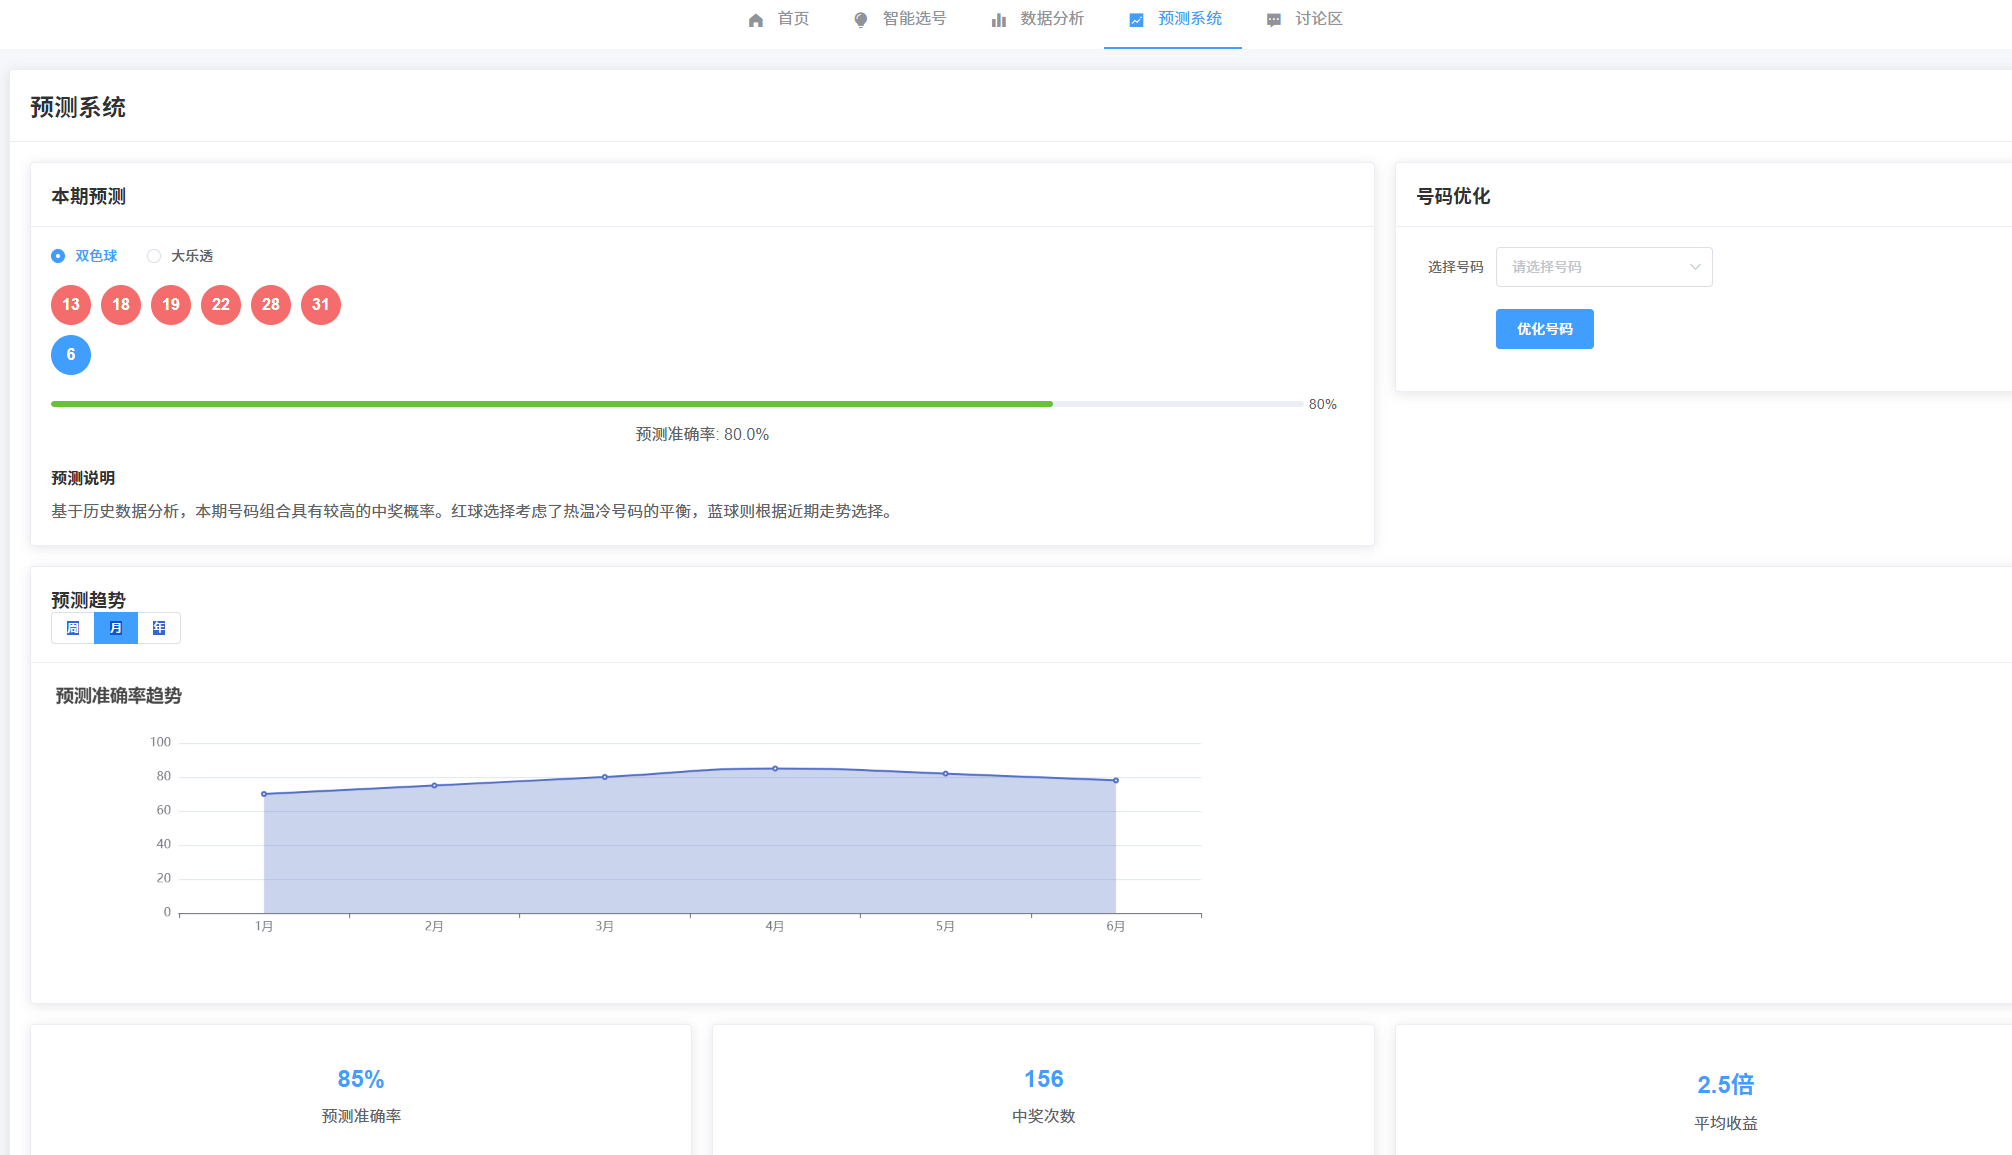 首页 智能选号 数据分析 预测系统 讨论区
预测系统
本期预测
双色球 大乐透
13 18 19 22 28 31
6
80%
预测准确率: 80.0%
预测说明
基于历史数据分析，本期号码组合具有较高的中奖概率。红球选择考虑了热温冷号码的平衡，蓝球则根据近期走势选择。
号码优化
选择号码 请选择号码
优化号码
预测趋势
周 月 年
预测准确率趋势
100
80
60
40
20
0
1月 2月 3月 4月 5月 6月
85%
预测准确率
156
中奖次数
2.5倍
平均收益